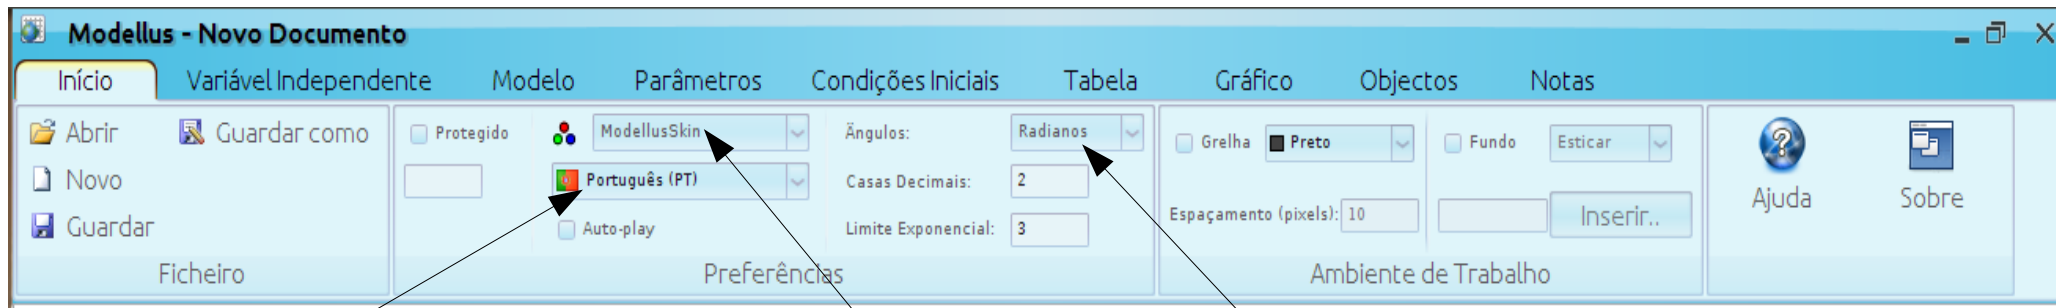 Modellus - Novo Documento
Início Variável Independente Modelo Parâmetros Condições Iniciais Tabela Gráfico Objectos Notas
Abrir Guardar como
Novo
Guardar
Ficheiro
Protegido ModellusSkin Ângulos: Radianos
Português (PT) Casas Decimais: 2
Auto-play Limite Exponencial: 3
Preferências
Grelha Preto Fundo Esticar
Espaçamento (pixels): 10 Inserir..
Ambiente de Trabalho
Ajuda Sobre